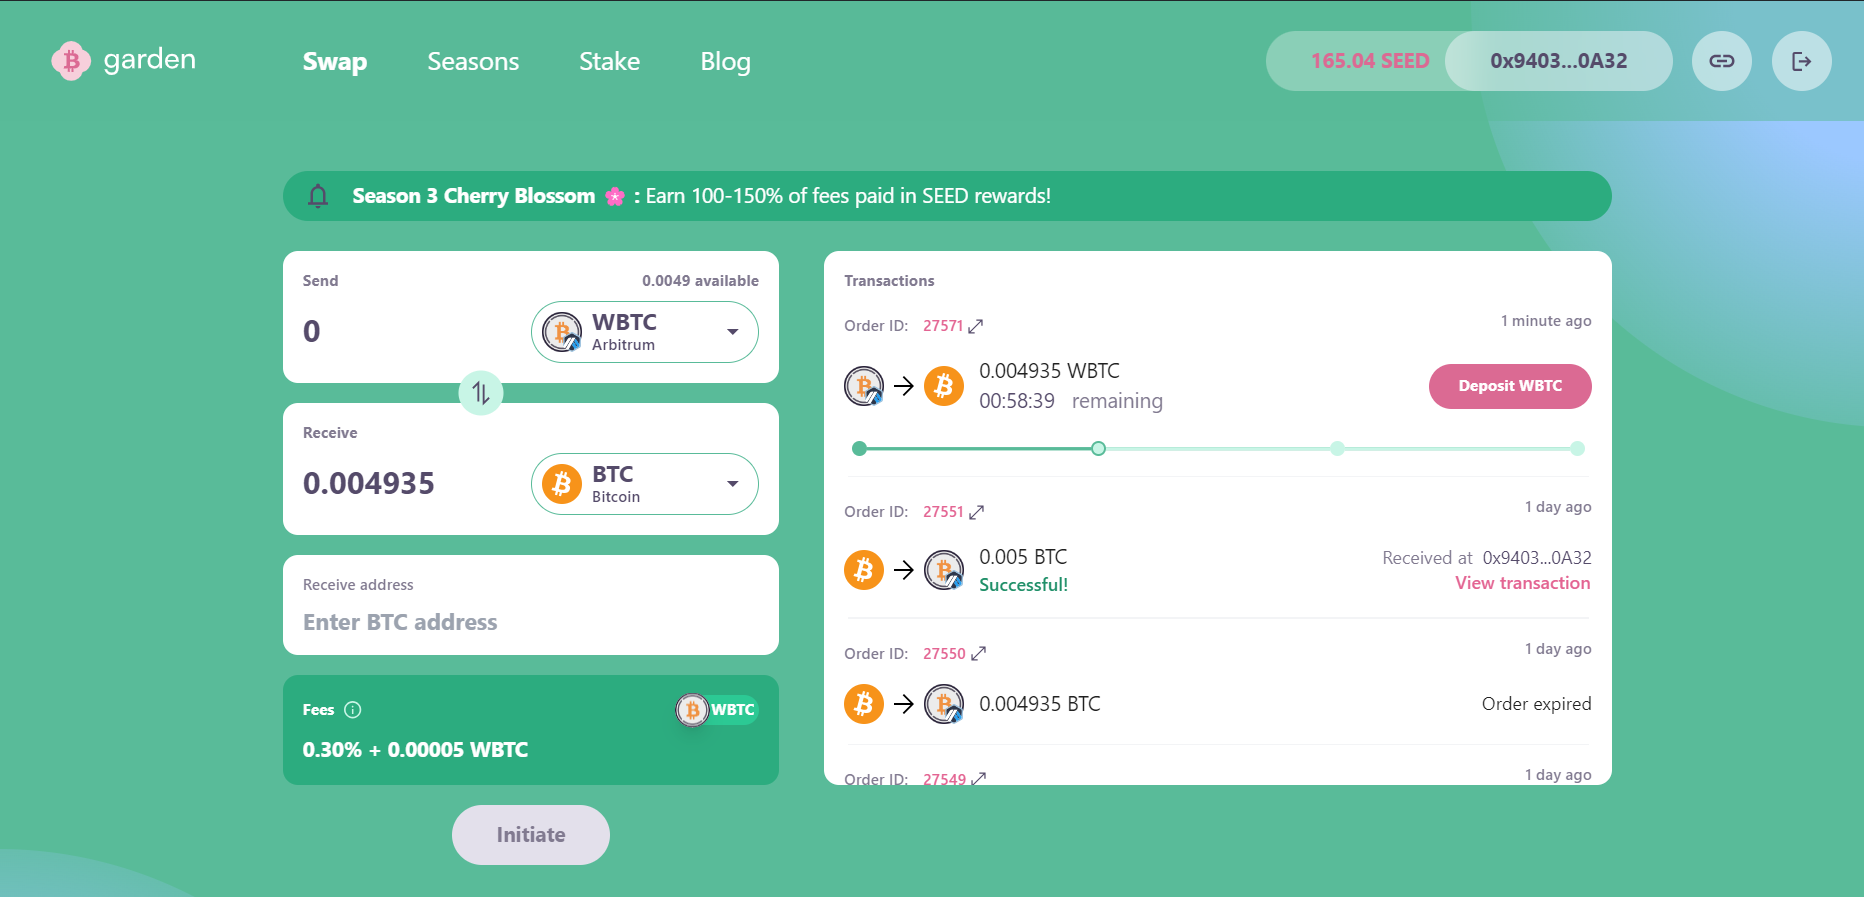 garden
Swap
Seasons
Stake
Blog
165.04 SEED
0x9403...0A32
Season 3 Cherry Blossom 🌸 : Earn 100-150% of fees paid in SEED rewards!
Send
0.0049 available
0
WBTC
Arbitrum
Receive
0.004935
BTC
Bitcoin
Receive address
Enter BTC address
Fees
WBTC
0.30% + 0.00005 WBTC
Initiate
Transactions
Order ID: 27571
1 minute ago
0.004935 WBTC
00:58:39 remaining
Deposit WBTC
Order ID: 27551
1 day ago
0.005 BTC
Successful!
Received at 0x9403...0A32
View transaction
Order ID: 27550
1 day ago
0.004935 BTC
Order expired
Order ID: 27549
1 day ago